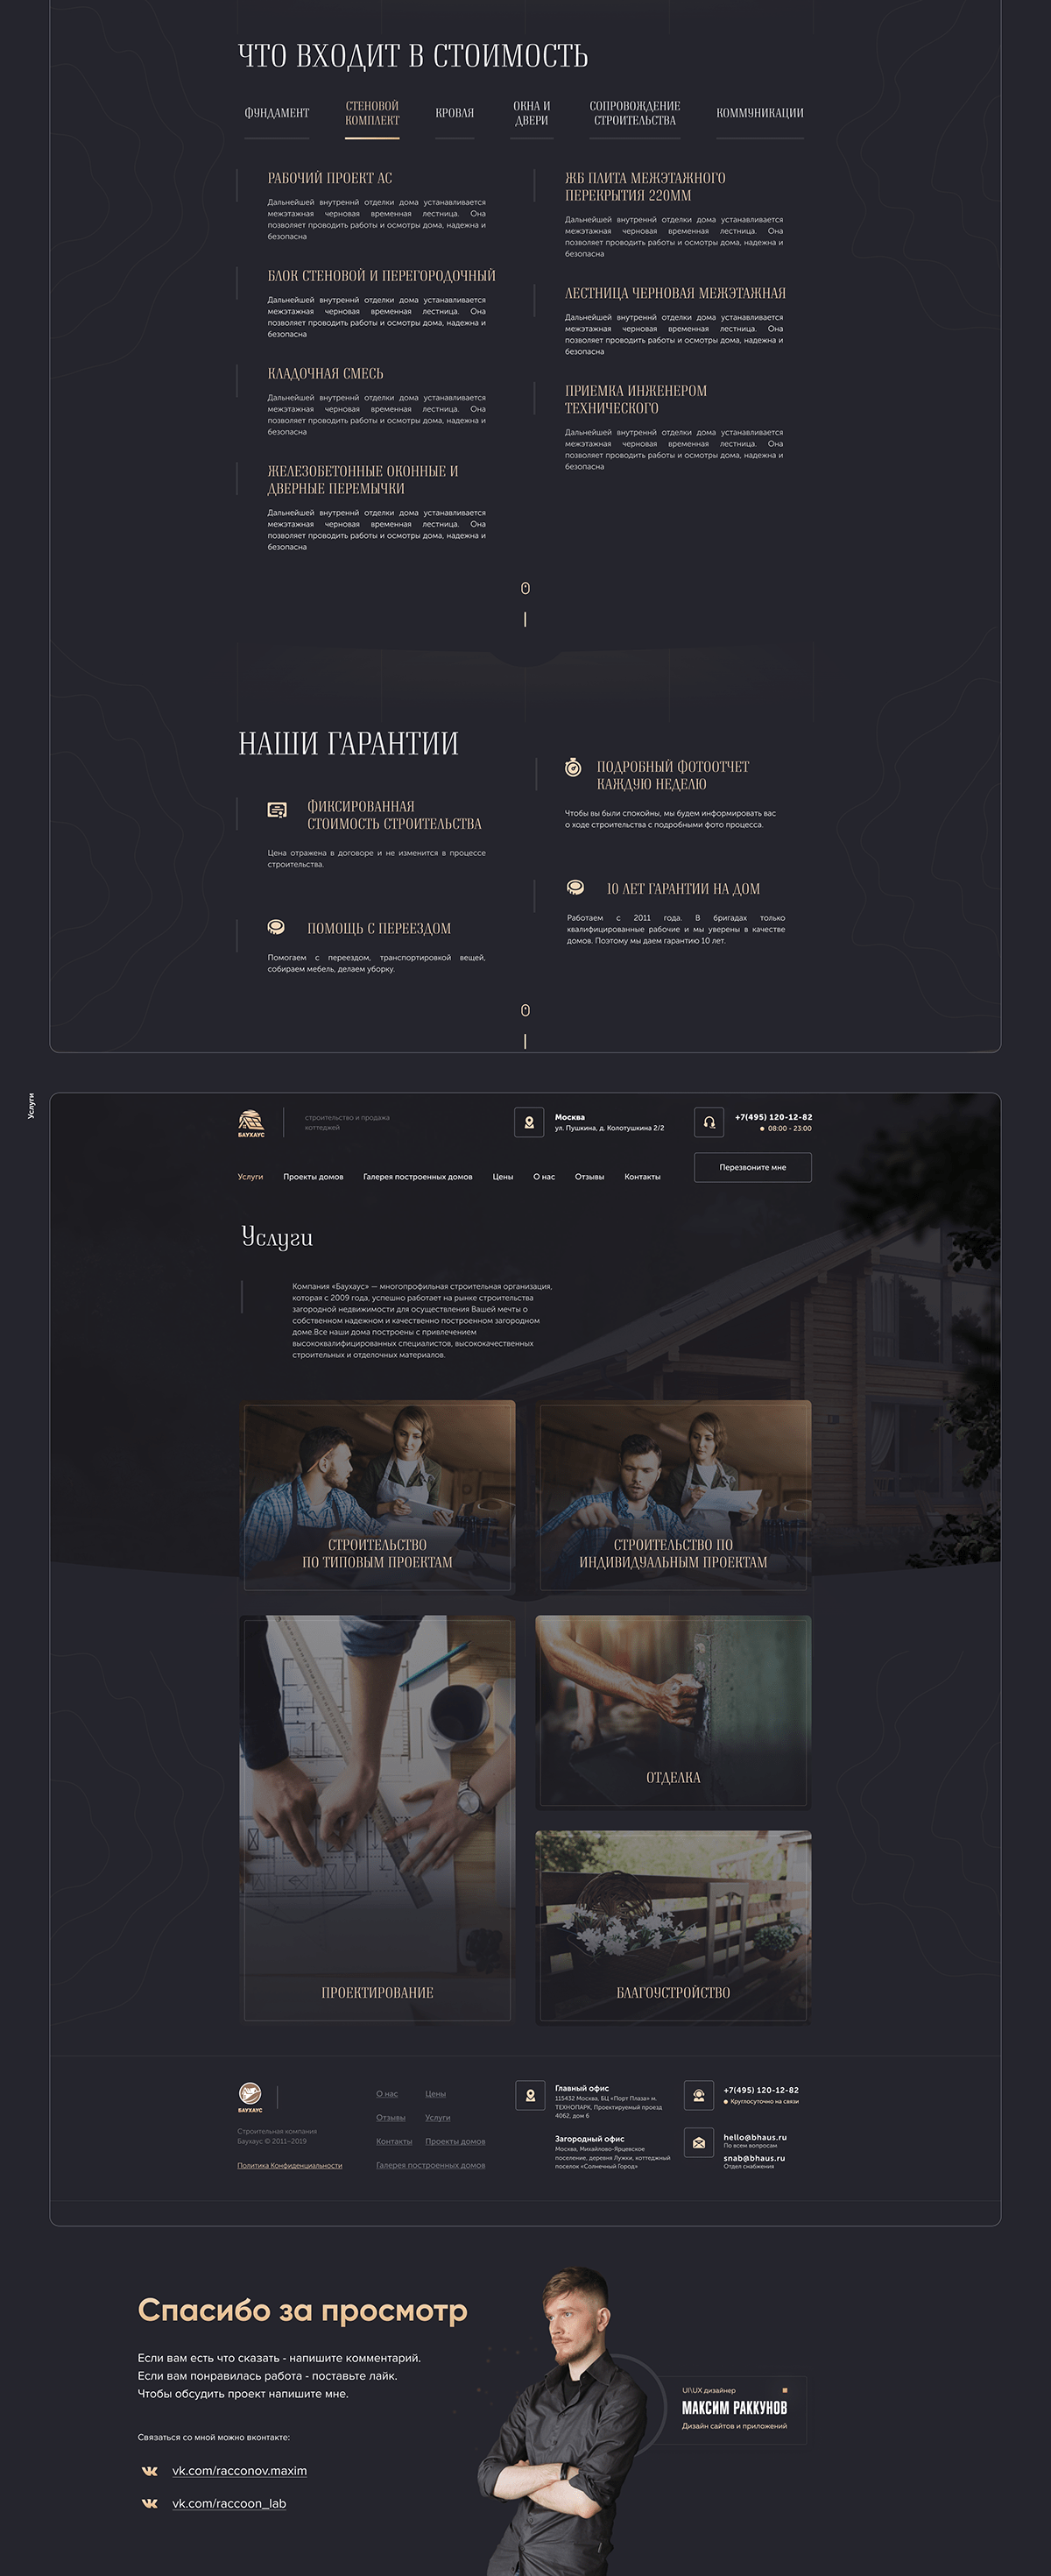 ЧТО ВХОДИТ В СТОИМОСТЬ
ФУНДАМЕНТ
СТЕНОВОЙ
КОМПЛЕКТ
КРОВЛЯ
ОКНА И
ДВЕРИ
СОПРОВОЖДЕНИЕ
СТРОИТЕЛЬСТВА
КОММУНИКАЦИИ
РАБОЧИЙ ПРОЕКТ АС
Дальнейшей внутреннй отделки дома устанавливается
межэтажная черновая временная лестница. Она
позволяет проводить работы и осмотры дома, надежна и
безопасна
БЛОК СТЕНОВОЙ И ПЕРЕГОРОДОЧНЫЙ
Дальнейшей внутреннй отделки дома устанавливается
межэтажная черновая временная лестница. Она
позволяет проводить работы и осмотры дома, надежна и
безопасна
КЛАДОЧНАЯ СМЕСЬ
Дальнейшей внутреннй отделки дома устанавливается
межэтажная черновая временная лестница. Она
позволяет проводить работы и осмотры дома, надежна и
безопасна
ЖЕЛЕЗОБЕТОННЫЕ ОКОННЫЕ И
ДВЕРНЫЕ ПЕРЕМЫЧКИ
Дальнейшей внутреннй отделки дома устанавливается
межэтажная черновая временная лестница. Она
позволяет проводить работы и осмотры дома, надежна и
безопасна
ЖБ ПЛИТА МЕЖЭТАЖНОГО
ПЕРЕКРЫТИЯ 220ММ
Дальнейшей внутреннй отделки дома устанавливается
межэтажная черновая временная лестница. Она
позволяет проводить работы и осмотры дома, надежна и
безопасна
ЛЕСТНИЦА ЧЕРНОВАЯ МЕЖЭТАЖНАЯ
Дальнейшей внутреннй отделки дома устанавливается
межэтажная черновая временная лестница. Она
позволяет проводить работы и осмотры дома, надежна и
безопасна
ПРИЕМКА ИНЖЕНЕРОМ
ТЕХНИЧЕСКОГО
Дальнейшей внутреннй отделки дома устанавливается
межэтажная черновая временная лестница. Она
позволяет проводить работы и осмотры дома, надежна и
безопасна
НАШИ ГАРАНТИИ
ФИКСИРОВАННАЯ
СТОИМОСТЬ СТРОИТЕЛЬСТВА
Цена отражена в договоре и не изменится в процессе
строительства.
ПОМОЩЬ С ПЕРЕЕЗДОМ
Помогаем с переездом, транспортировкой вещей,
собираем мебель, делаем уборку.
ПОДРОБНЫЙ ФОТООТЧЕТ
КАЖДУЮ НЕДЕЛЮ
Чтобы вы были спокойны, мы будем информировать вас
о ходе строительства с подробными фото процесса.
10 ЛЕТ ГАРАНТИИ НА ДОМ
Работаем с 2011 года. В бригадах только
квалифицированные рабочие и мы уверены в качестве
домов. Поэтому мы даем гарантию 10 лет.
Услуги
БАУХАУС
строительство и продажа
коттеджей
Москва
ул. Пушкина, д. Колотушкина 2/2
+7(495) 120-12-82
08:00 - 23:00
Перезвоните мне
Услуги
Проекты домов
Галерея построенных домов
Цены
О нас
Отзывы
Контакты
Услуги
Компания «Баухаус» — многопрофильная строительная организация,
которая с 2009 года, успешно работает на рынке строительства
загородной недвижимости для осуществления Вашей мечты о
собственном надежном и качественно построенном загородном
доме.Все наши дома построены с привлечением
высококвалифицированных специалистов, высококачественных
строительных и отделочных материалов.
СТРОИТЕЛЬСТВО
ПО ТИПОВЫМ ПРОЕКТАМ
СТРОИТЕЛЬСТВО ПО
ИНДИВИДУАЛЬНЫМ ПРОЕКТАМ
ПРОЕКТИРОВАНИЕ
ОТДЕЛКА
БЛАГОУСТРОЙСТВО
БАУХАУС
Строительная компания
Баухаус © 2011–2019
Политика Конфиденциальности
О нас
Цены
Отзывы
Услуги
Контакты
Проекты домов
Галерея построенных домов
Главный офис
115432 Москва, БЦ «Порт Плаза» м.
ТЕХНОПАРК, Проектируемый проезд
4062, дом 6
Загородный офис
Москва, Михайлово-Ярцевское
поселение, деревня Лужки, коттеджный
поселок «Солнечный Город»
+7(495) 120-12-82
Круглосуточно на связи
hello@bhaus.ru
По всем вопросам
snab@bhaus.ru
Отдел снабжения
Спасибо за просмотр
Если вам есть что сказать - напишите комментарий.
Если вам понравилась работа - поставьте лайк.
Чтобы обсудить проект напишите мне.
Связаться со мной можно вконтакте:
vk.com/racconov.maxim
vk.com/raccoon_lab
UI\UX дизайнер
МАКСИМ РАККУНОВ
Дизайн сайтов и приложений